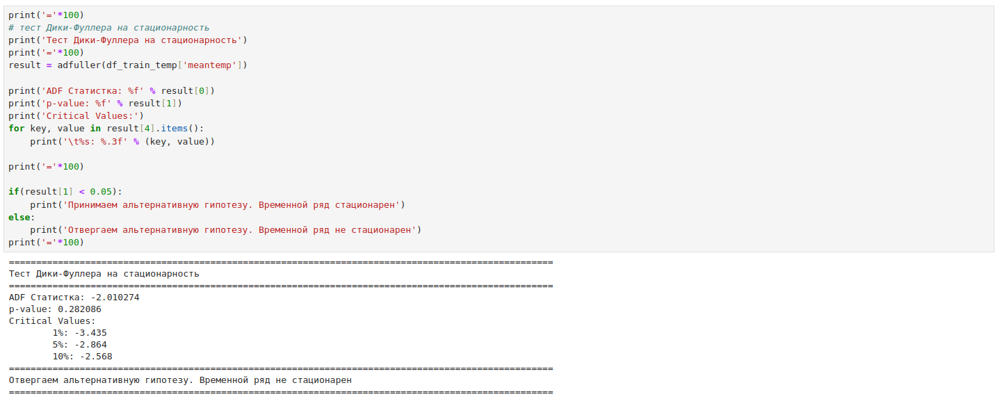 print('='*100)
# тест Дики-Фуллера на стационарность
print('Тест Дики-Фуллера на стационарность')
print('='*100)
result = adfuller(df_train_temp['meantemp'])
print('ADF Статистка: %f' % result[0])
print('p-value: %f' % result[1])
print('Critical Values:')
for key, value in result[4].items():
    print('\t%s: %.3f' % (key, value))
print('='*100)
if(result[1] < 0.05):
    print('Принимаем альтернативную гипотезу. Временной ряд стационарен')
else:
    print('Отвергаем альтернативную гипотезу. Временной ряд не стационарен')
print('='*100)
====================================================================================================
Тест Дики-Фуллера на стационарность
====================================================================================================
ADF Статистка: -2.010274
p-value: 0.282086
Critical Values:
        1%: -3.435
        5%: -2.864
        10%: -2.568
====================================================================================================
Отвергаем альтернативную гипотезу. Временной ряд не стационарен
====================================================================================================